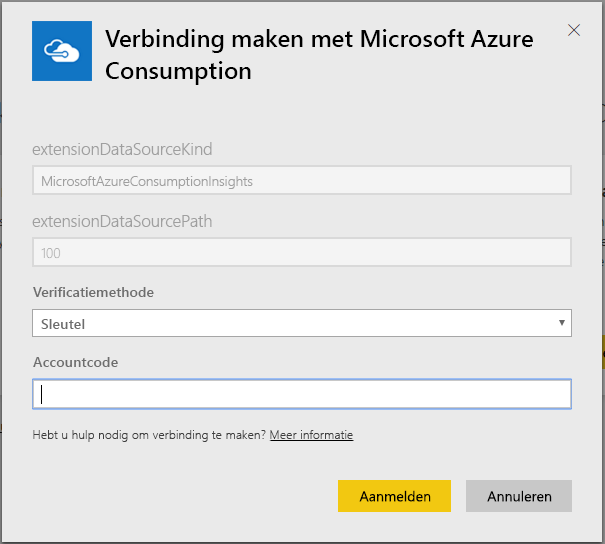 Verbinding maken met Microsoft Azure
Consumption
extensionDataSourceKind
MicrosoftAzureConsumptionInsights
extensionDataSourcePath
100
Verificatiemethode
Sleutel
Accountcode
Hebt u hulp nodig om verbinding te maken? Meer informatie
Aanmelden Annuleren